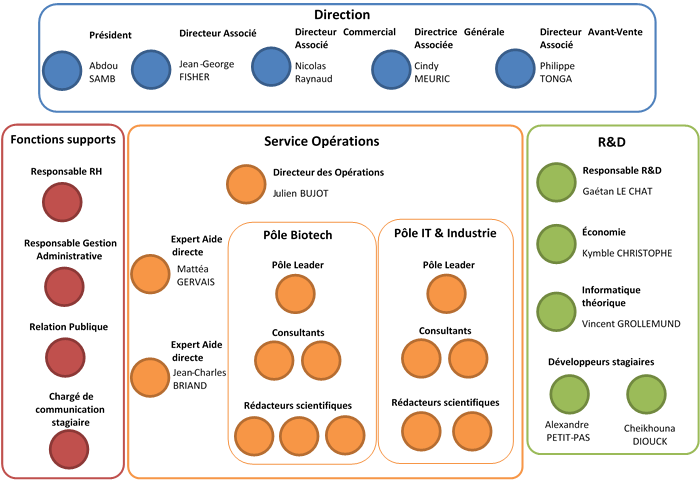 Direction
Président
Abdou
SAMB
Directeur Associé
Jean-George
FISHER
Directeur Commercial
Associé
Nicolas
Raynaud
Directrice Générale
Associée
Cindy
MEURIC
Directeur Avant-Vente
Associé
Philippe
TONGA
Fonctions supports
Responsable RH
Responsable Gestion
Administrative
Relation Publique
Chargé de
communication
stagiaire
Service Opérations
Directeur des Opérations
Julien BUJOT
Expert Aide
directe
Mattéa
GERVAIS
Expert Aide
directe
Jean-Charles
BRIAND
Pôle Biotech
Pôle Leader
Consultants
Rédacteurs scientifiques
Pôle IT & Industrie
Pôle Leader
Consultants
Rédacteurs scientifiques
R&D
Responsable R&D
Gaétan LE CHAT
Économie
Kymble CHRISTOPHE
Informatique
théorique
Vincent GROLLEMUND
Développeurs stagiaires
Alexandre
PETIT-PAS
Cheikhouna
DIOUCK